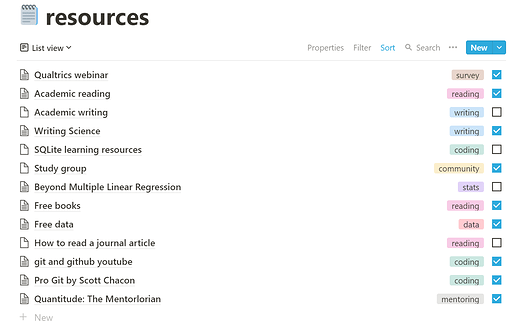 resources
List view Properties Filter Sort Search ... New
Qualtrics webinar survey
Academic reading reading
Academic writing writing
Writing Science writing
SQLite learning resources coding
Study group community
Beyond Multiple Linear Regression stats
Free books reading
Free data data
How to read a journal article reading
git and github youtube coding
Pro Git by Scott Chacon coding
Quantitude: The Mentorlorian mentoring
+ New